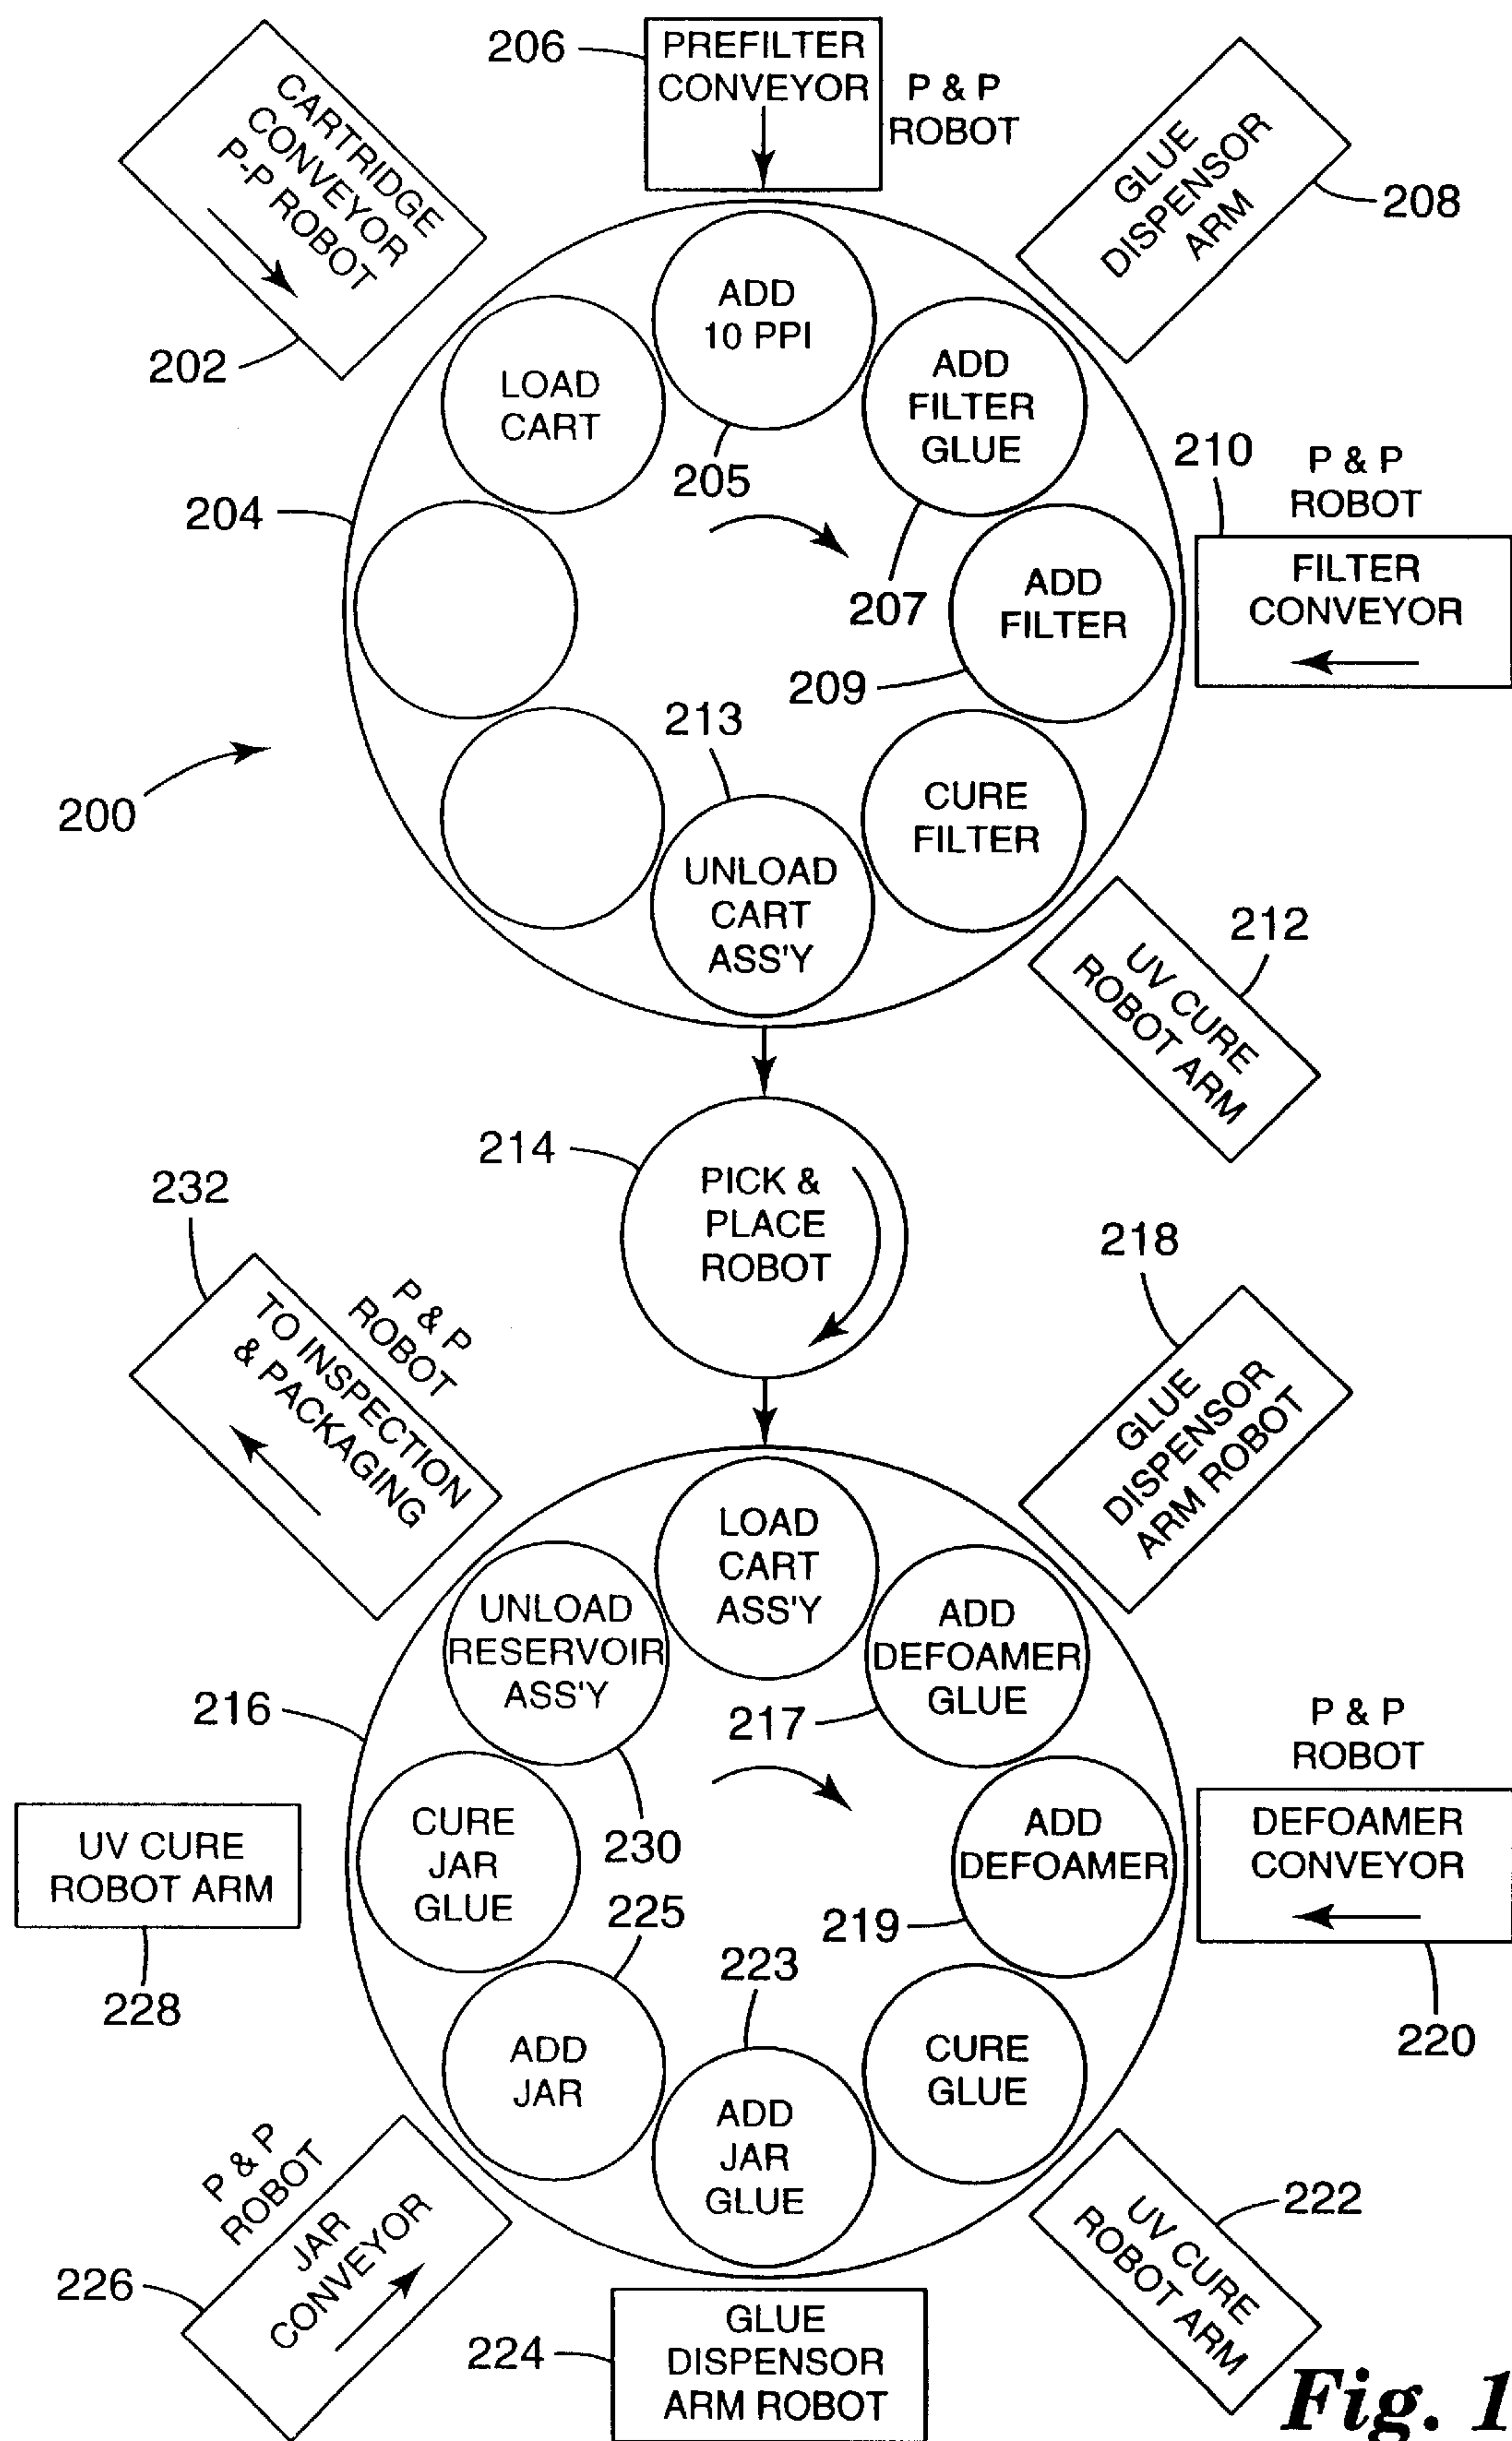 206
PREFILTER
CONVEYOR
P & P
ROBOT
CARTRIDGE
CONVEYOR
P-P ROBOT
202
GLUE
DISPENSOR
ARM
208
ADD
10 PPI
205
LOAD
CART
ADD
FILTER
GLUE
207
204
210
P & P
ROBOT
FILTER
CONVEYOR
ADD
FILTER
209
200
213
CURE
FILTER
UNLOAD
CART
ASS'Y
212
UV CURE
ROBOT ARM
214
PICK &
PLACE
ROBOT
232
P & P
ROBOT
TO INSPECTION
& PACKAGING
218
GLUE
DISPENSOR
ARM ROBOT
LOAD
CART
ASS'Y
UNLOAD
RESERVOIR
ASS'Y
ADD
DEFOAMER
GLUE
217
216
230
P & P
ROBOT
DEFOAMER
CONVEYOR
220
UV CURE
ROBOT ARM
228
CURE
JAR
GLUE
225
ADD
DEFOAMER
219
223
ADD
JAR
CURE
GLUE
ADD
JAR
GLUE
P & P
ROBOT
JAR
CONVEYOR
226
222
UV CURE
ROBOT ARM
224
GLUE
DISPENSOR
ARM ROBOT
Fig. 1